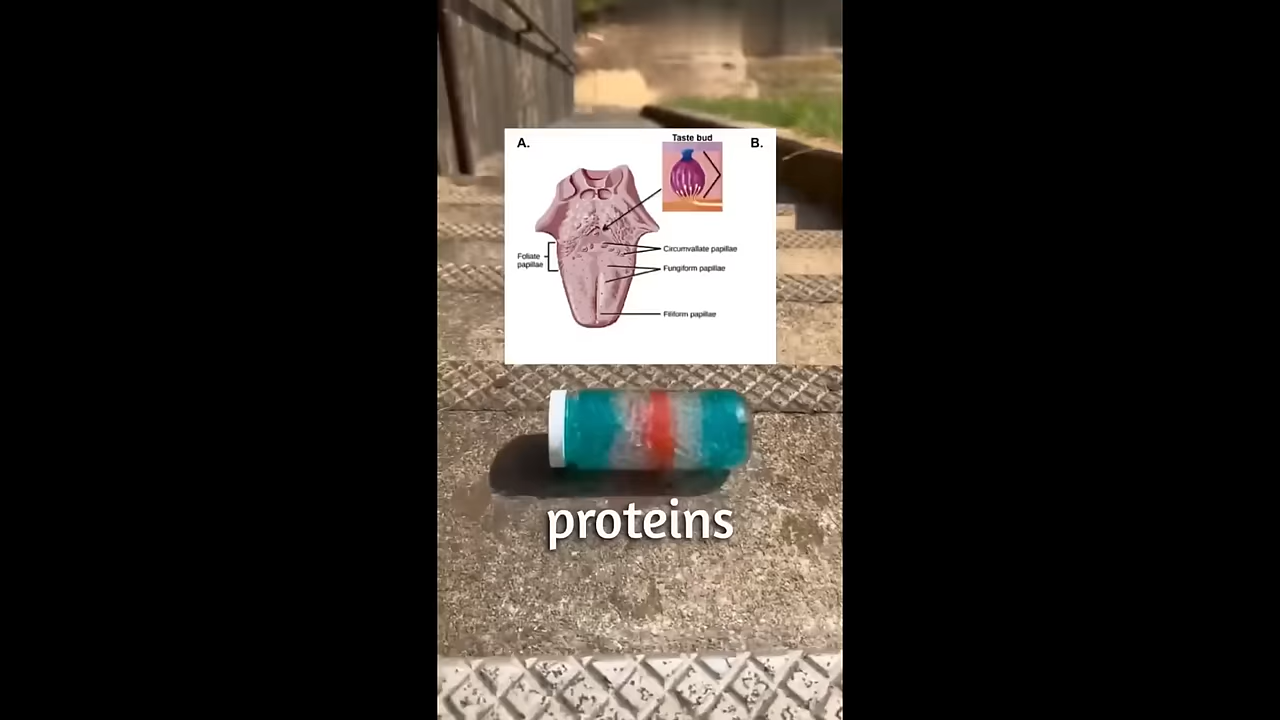 Taste bud
A.
B.
Foliate
papillae
Circumvallate papillae
Fungiform papillae
Filiform papillae
proteins